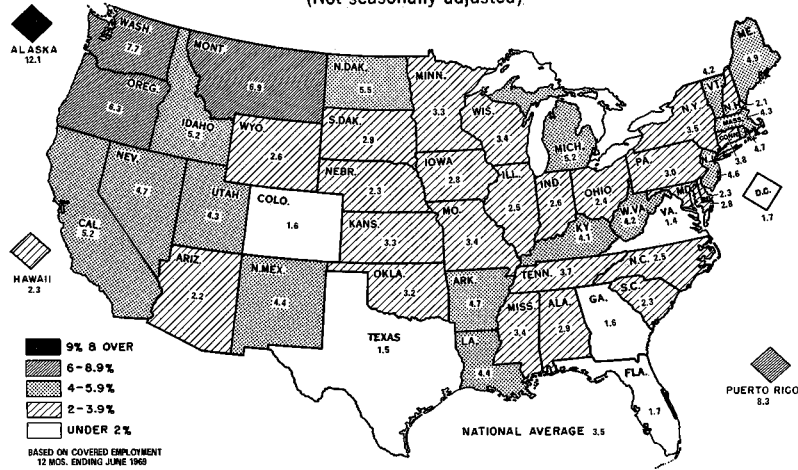 (Not seasonally adjusted)
ALASKA
12.1
WASH.
7.7
OREG.
6.3
MONT.
6.9
IDAHO
5.2
N.DAK.
5.5
S.DAK.
2.9
MINN.
3.3
WIS.
3.4
MICH.
5.2
WYO.
NEBR.
2.3
IOWA
2.8
NEV.
4.7
UTAH
4.3
COLO.
1.6
CAL.
5.2
KANS.
3.3
MO.
3.4
ILL.
IND.
2.6
OHIO
2.4
PA.
3.0
N.Y.
3.5
VT.
4.2
N.H.
2.1
ME.
4.9
MASS.
4.3
CONN.
4.7
3.8
N.J.
4.6
2.3
MD.
2.8
D.C.
1.7
W.VA.
4.2
VA.
1.4
KY.
4.1
HAWAII
2.3
ARIZ.
2.2
N.MEX.
4.4
OKLA.
3.2
ARK.
4.7
TENN. 3.7
N.C. 2.5
S.C.
2.3
MISS.
3.4
ALA.
2.9
GA.
1.6
TEXAS
1.5
LA.
4.4
FLA.
1.7
PUERTO RICO
8.3
9% & OVER
6-8.9%
4-5.9%
2-3.9%
UNDER 2%
NATIONAL AVERAGE 3.5
BASED ON COVERED EMPLOYMENT
12 MOS. ENDING JUNE 1969